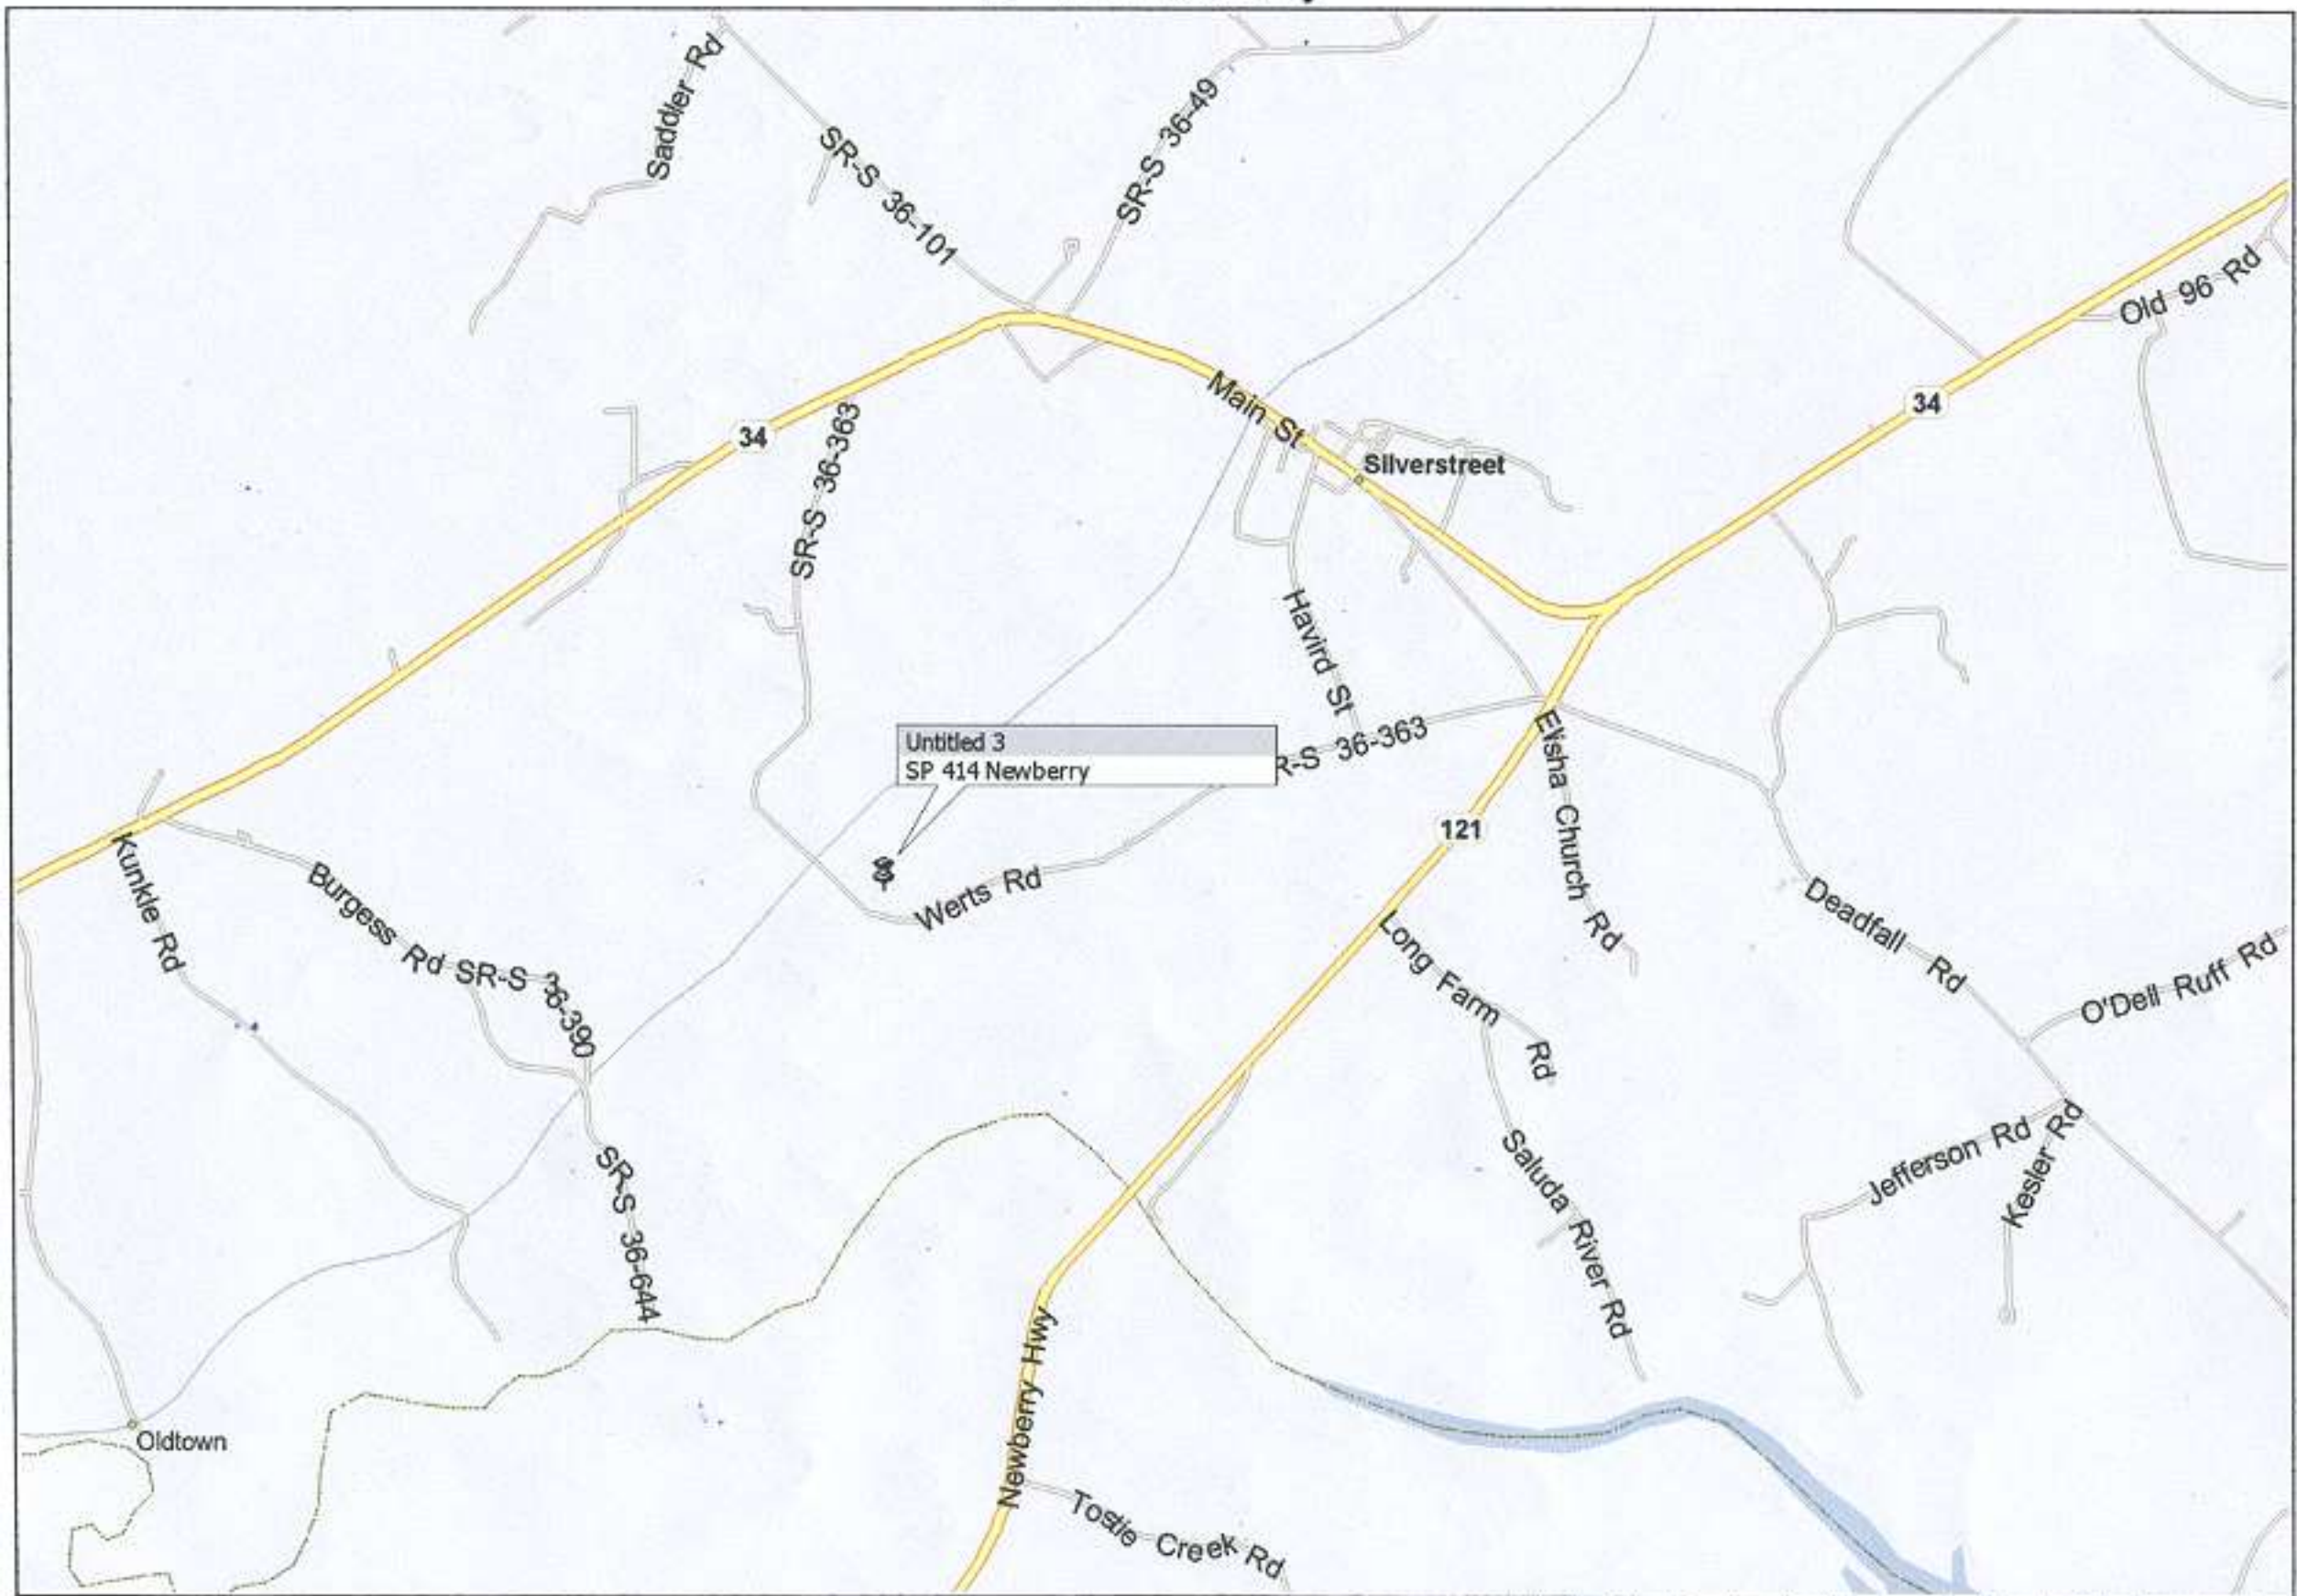 Saddler Rd
SR-S 36-101
SR-S 36-49
Old 96 Rd
34
34
Main St
SR-S 36-363
Silverstreet
Havird St
Untitled 3
SP 414 Newberry
R-S 36-363
Elisha Church Rd
121
Kunkle Rd
Burgess Rd
SR-S 36-390
Werts Rd
Long Farm Rd
Deadfall Rd
O'Dell Ruff Rd
SR-S 36-644
Saluda River Rd
Jefferson Rd
Kesler Rd
Newberry Hwy
Oldtown
Tostie Creek Rd